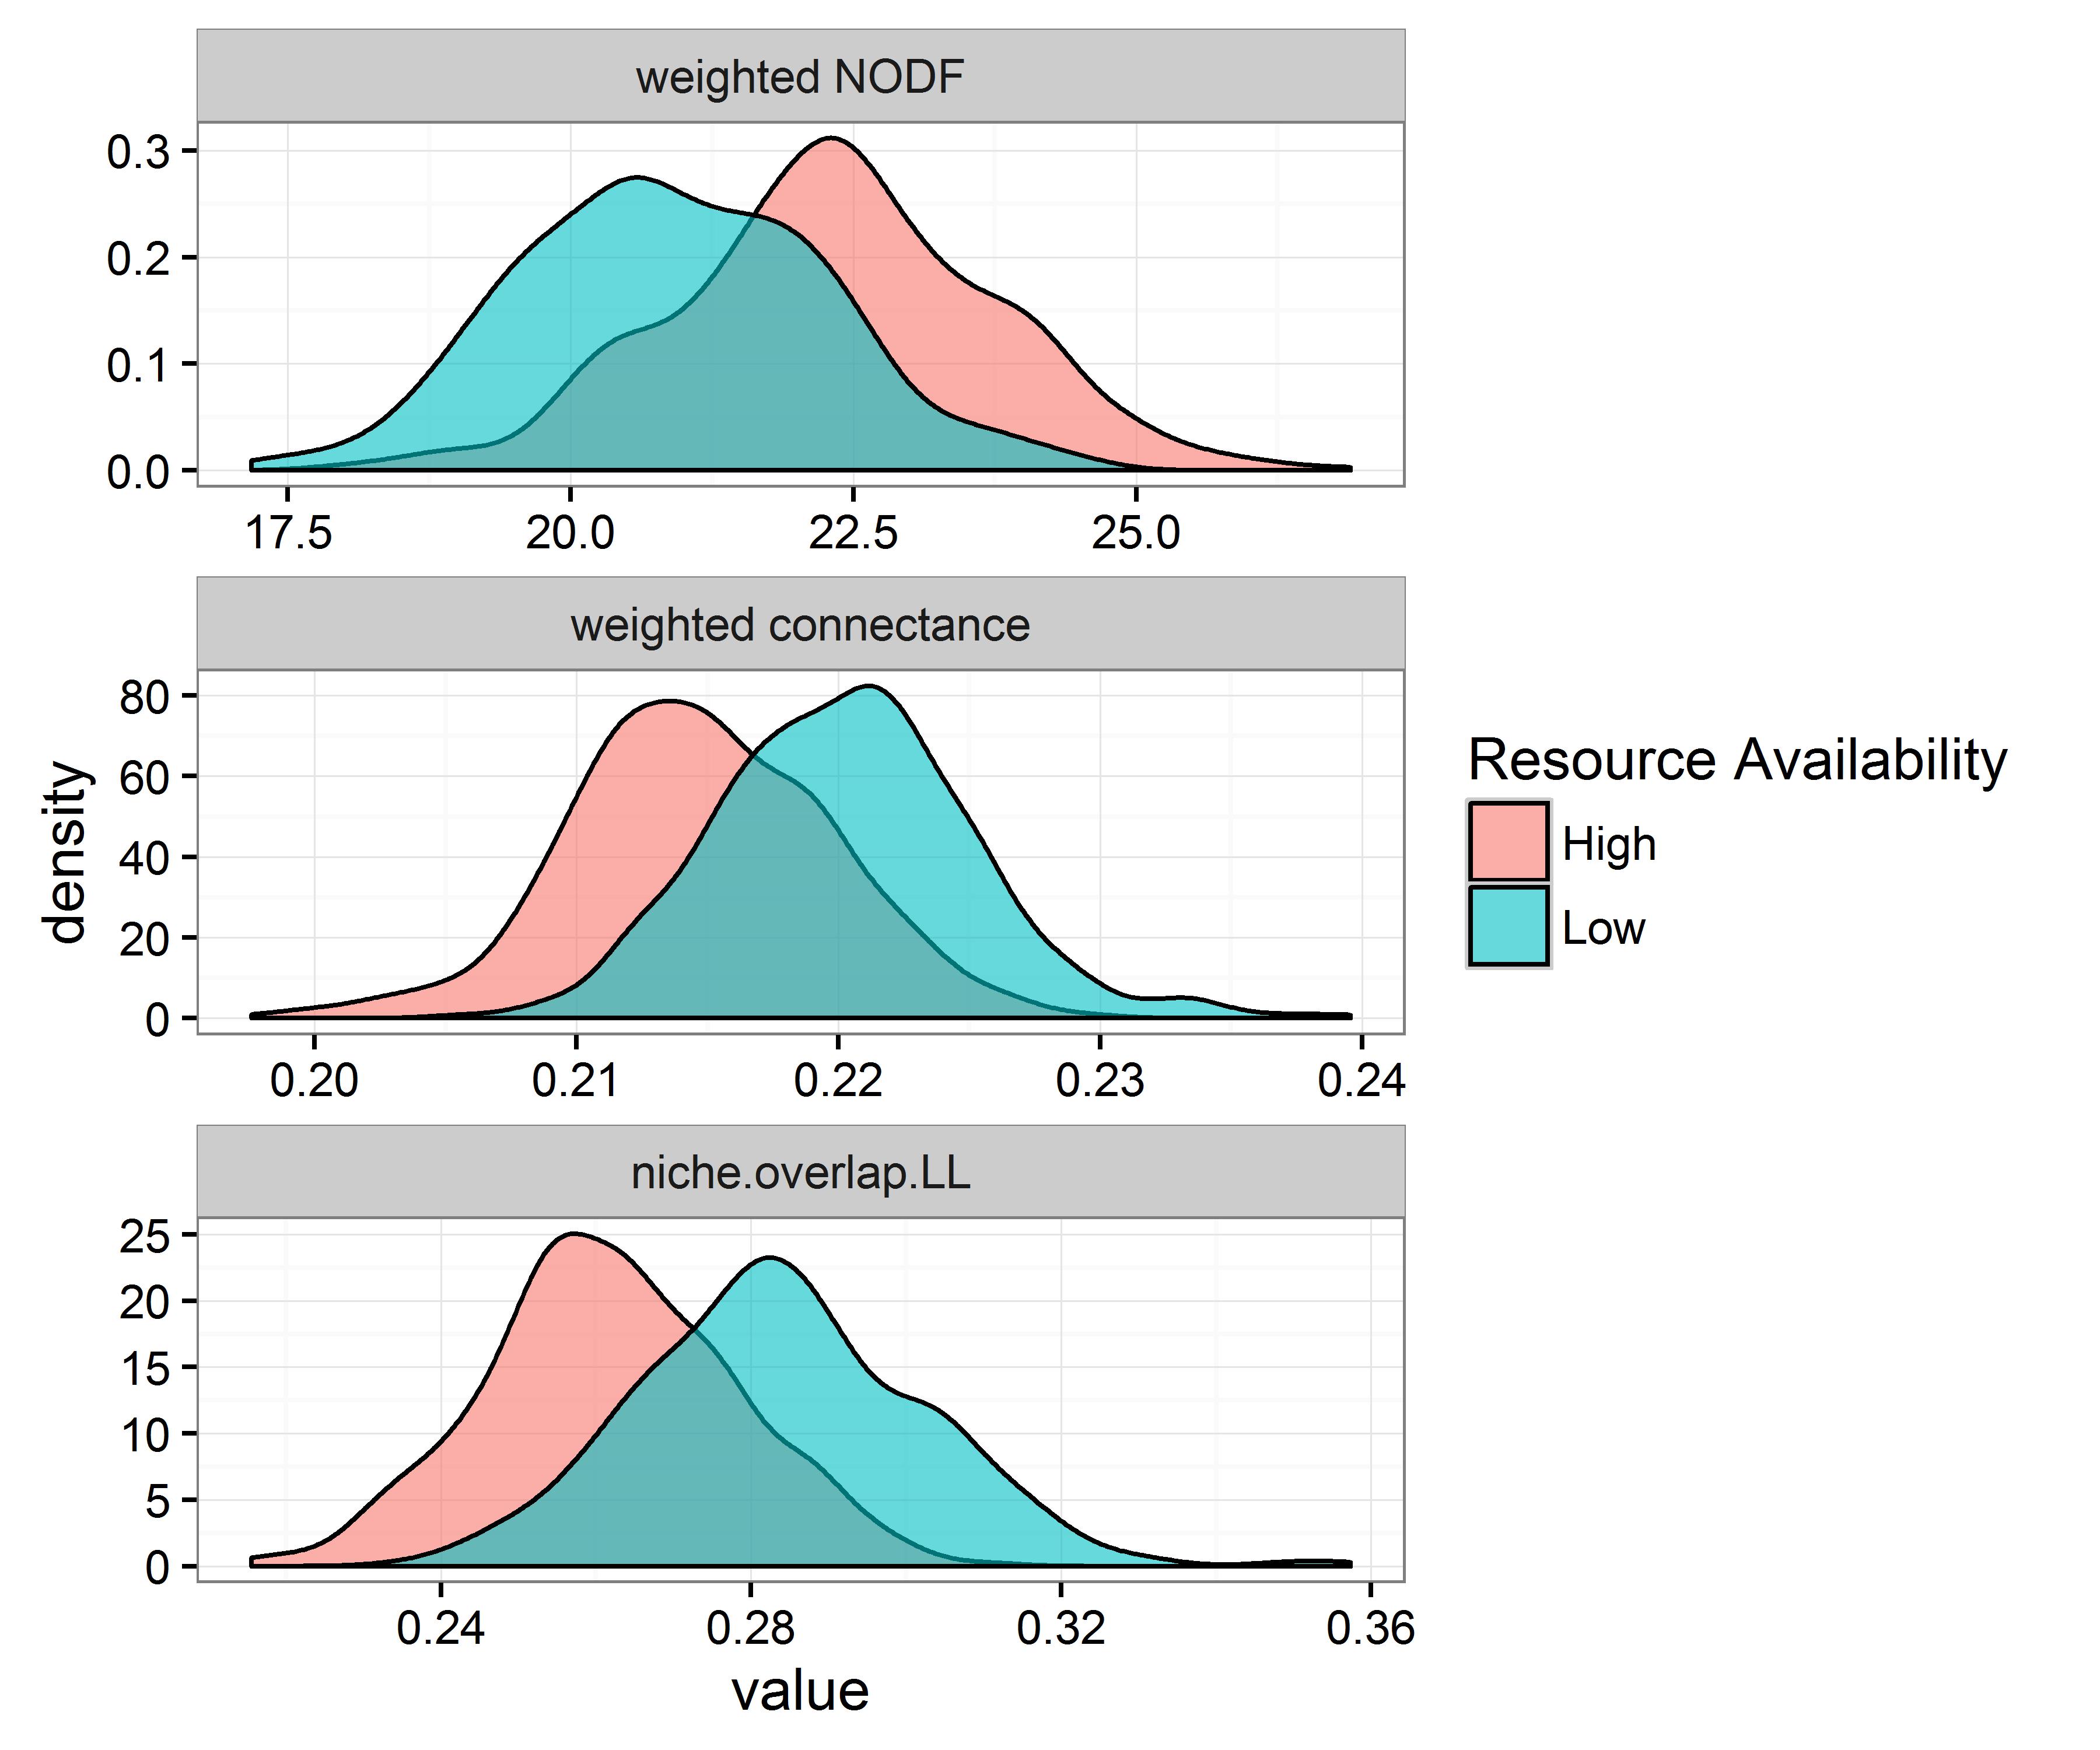 weighted NODF
0.3
0.2
0.1
0.0
17.5 20.0 22.5 25.0
weighted connectance
80
60
40
20
0
0.20 0.21 0.22 0.23 0.24
niche.overlap.LL
25
20
15
10
5
0
0.24 0.28 0.32 0.36
value
density
Resource Availability
High
Low